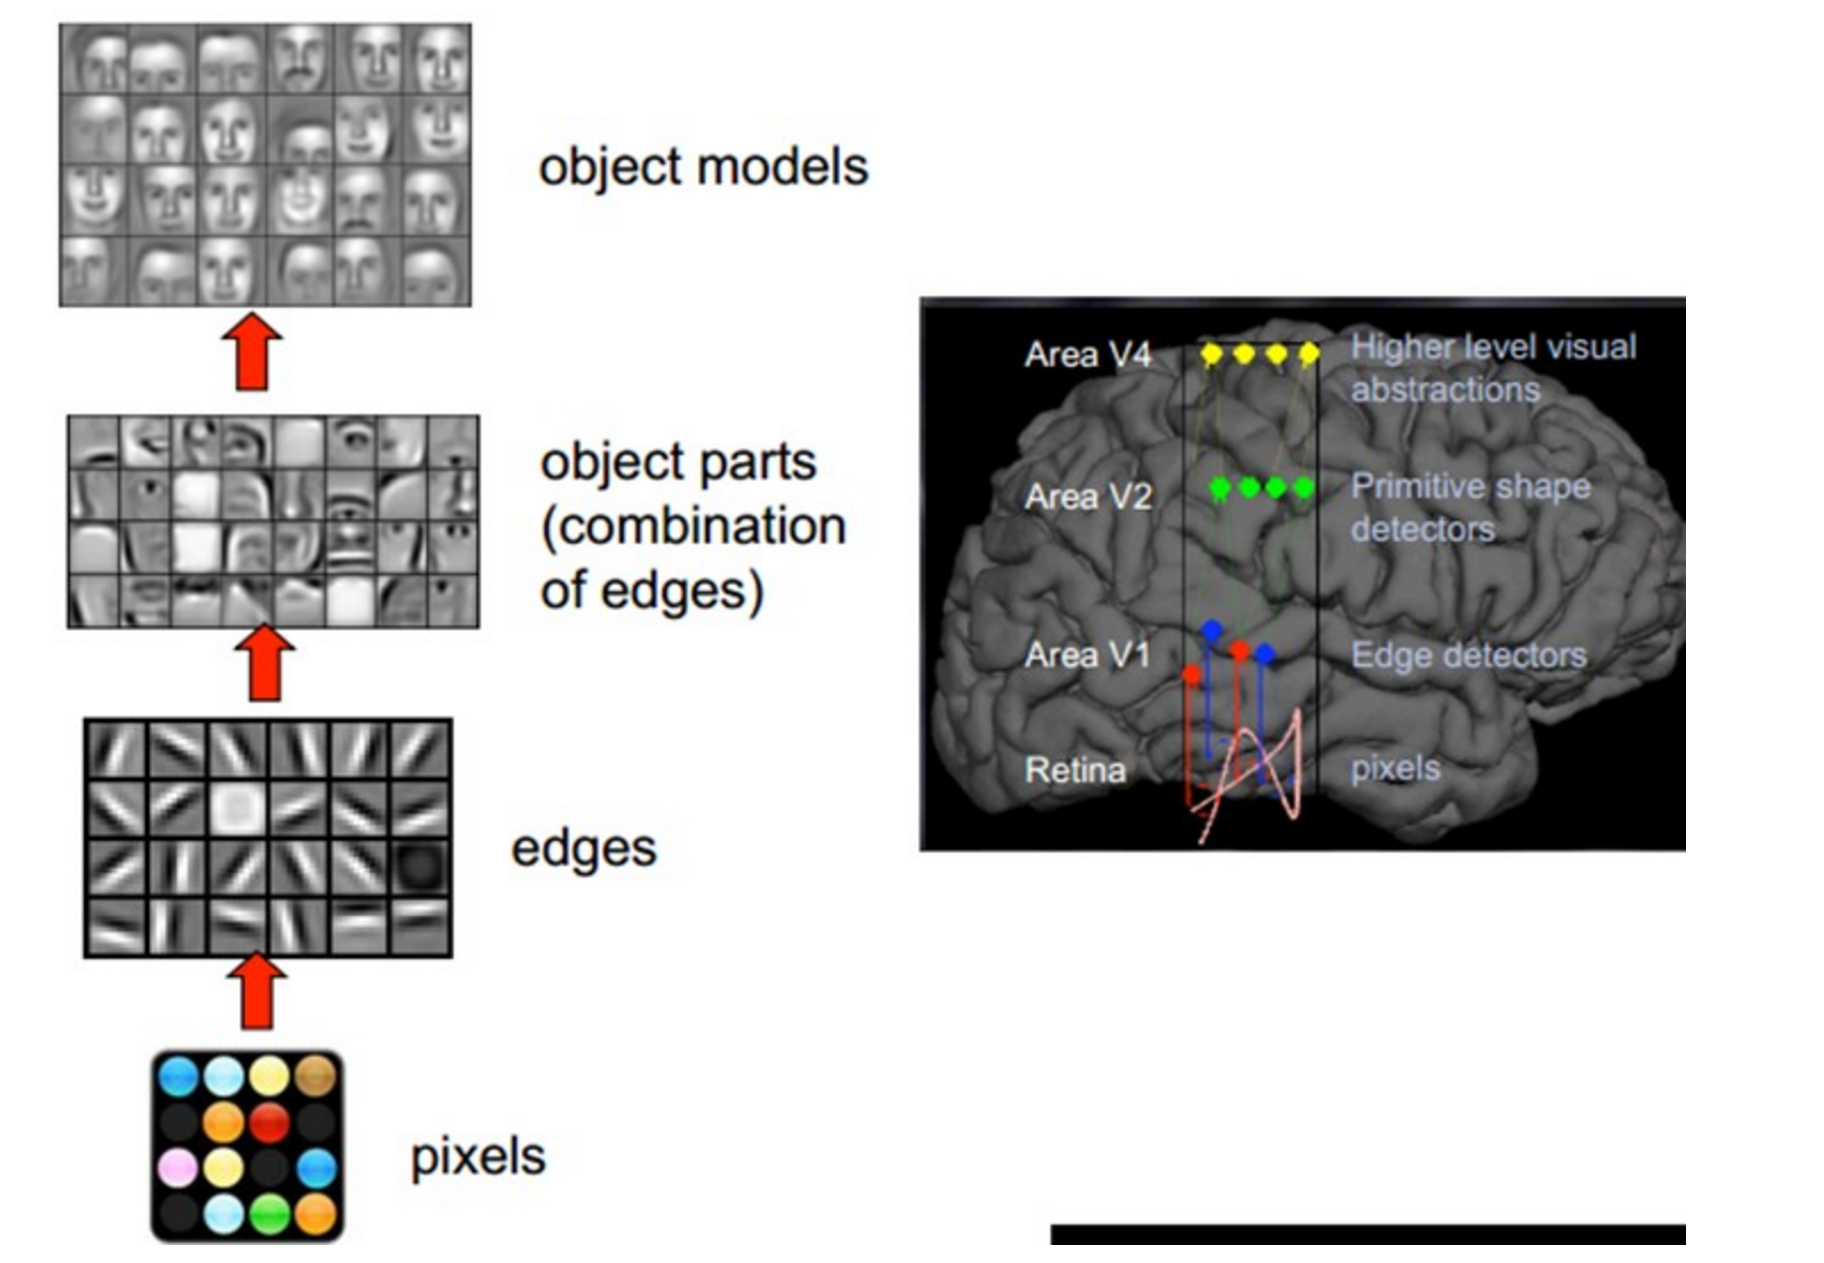 object models
object parts
(combination
of edges)
edges
pixels
Area V4
Higher level visual
abstractions
Area V2
Primitive shape
detectors
Area V1
Edge detectors
Retina
pixels